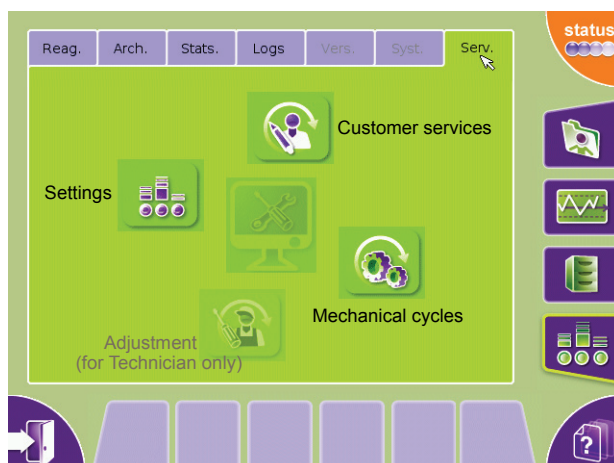 status
Reag.
Arch.
Stats.
Logs
Vers.
Syst.
Serv.
Customer services
Settings
Mechanical cycles
Adjustment
(for Technician only)
?